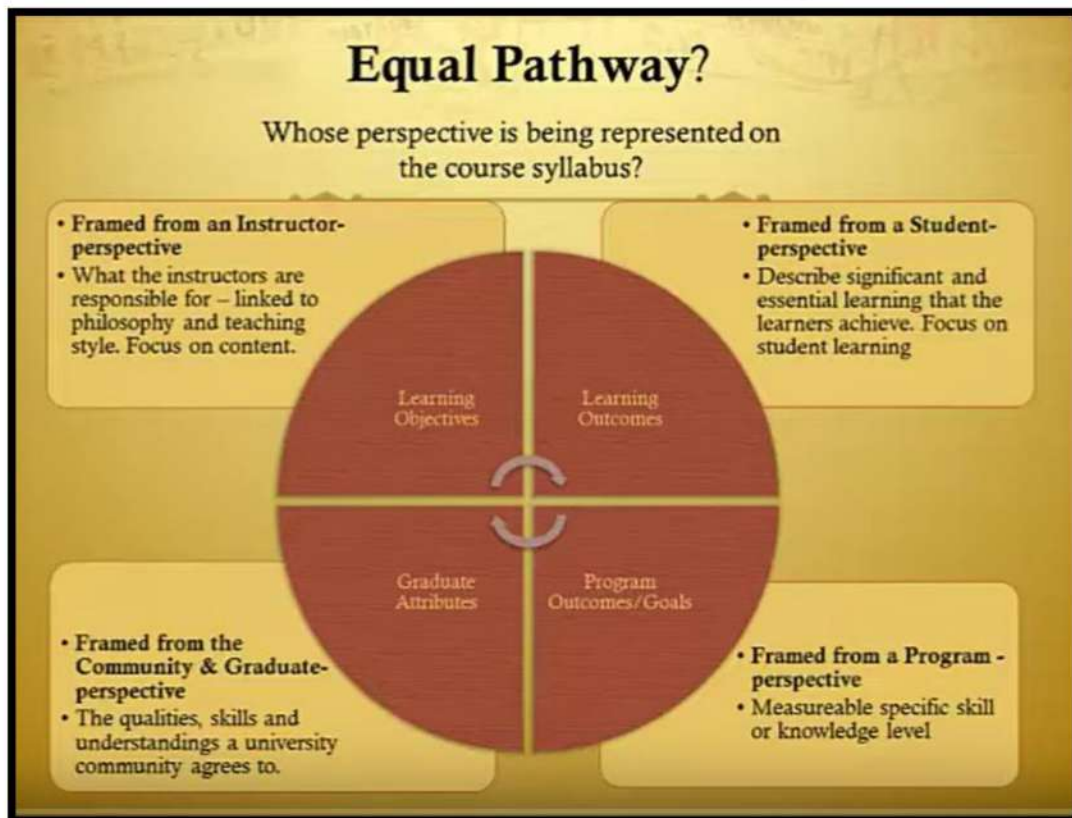 Equal Pathway?
Whose perspective is being represented on
the course syllabus?
• Framed from an Instructor-
perspective
• What the instructors are
responsible for – linked to
philosophy and teaching
style. Focus on content.
• Framed from a Student-
perspective
• Describe significant and
essential learning that the
learners achieve. Focus on
student learning
Learning
Objectives
Learning
Outcomes
Graduate
Attributes
Program
Outcomes/Goals
• Framed from the
Community & Graduate-
perspective
• The qualities, skills and
understandings a university
community agrees to.
• Framed from a Program -
perspective
• Measureable specific skill
or knowledge level